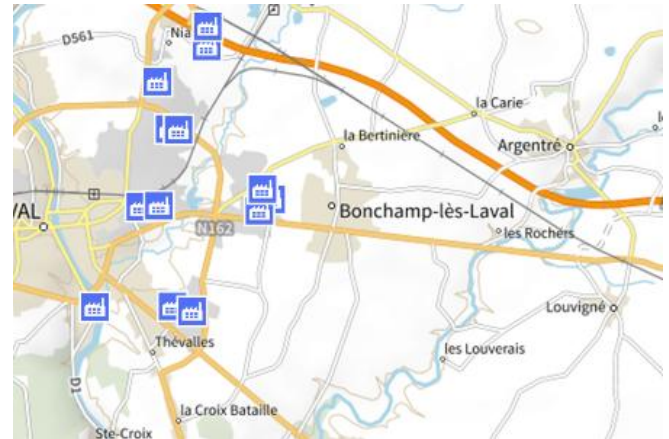 D561
Nia
la Carie
la Bertinière
Argentré
VAL
Bonchamp-lès-Laval
N162
les Rochers
Louvigné
Thévalles
les Louverais
D1
la Croix Bataille
Ste-Croix